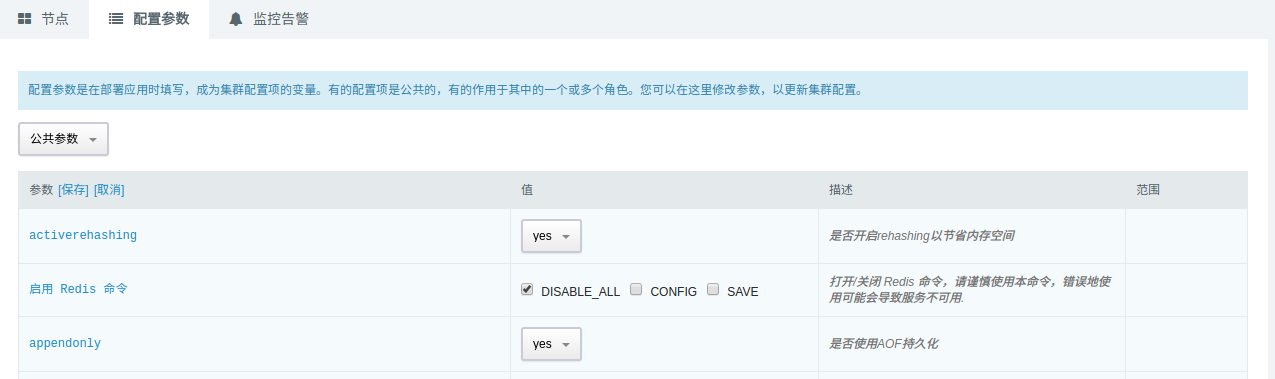 节点 配置参数 监控告警
配置参数是在部署应用时填写，成为集群配置项的变量。有的配置项是公共的，有的作用于其中的一个或多个角色。您可以在这里修改参数，以更新集群配置。
公共参数
参数 [保存] [取消] 值 描述 范围
activerehashing yes 是否开启rehashing以节省内存空间
启用 Redis 命令 DISABLE_ALL CONFIG SAVE 打开/关闭 Redis 命令，请谨慎使用本命令，错误地使
用可能会导致服务不可用.
appendonly yes 是否使用AOF持久化